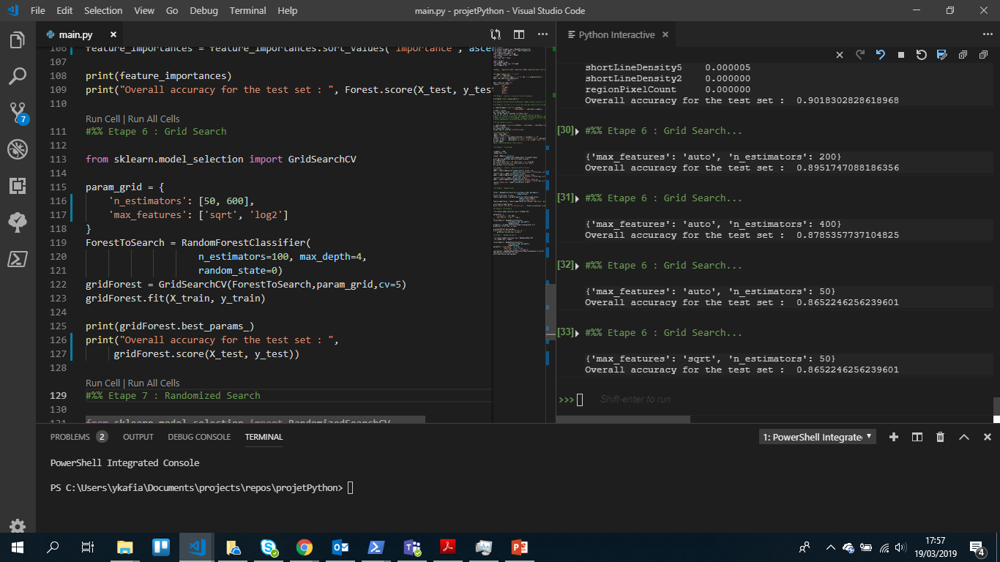 File Edit Selection View Go Debug Terminal Help main.py - projetPython - Visual Studio Code
main.py
106 feature_importances = feature_importances.sort_values('importance', asce
107
108 print(feature_importances)
109 print("Overall accuracy for the test set : ", Forest.score(X_test, y_tes
110
Run Cell | Run All Cells
111 #%% Etape 6 : Grid Search
112
113 from sklearn.model_selection import GridSearchCV
114
115 param_grid = {
116 'n_estimators': [50, 600],
117 'max_features': ['sqrt', 'log2']
118 }
119 ForestToSearch = RandomForestClassifier(
120 n_estimators=100, max_depth=4,
121 random_state=0)
122 gridForest = GridSearchCV(ForestToSearch,param_grid,cv=5)
123 gridForest.fit(X_train, y_train)
124
125 print(gridForest.best_params_)
126 print("Overall accuracy for the test set : ",
127 gridForest.score(X_test, y_test))
128
Run Cell | Run All Cells
129 #%% Etape 7 : Randomized Search
130
131 from sklearn.model_selection import RandomizedSearchCV
7
Python Interactive
shortLineDensity5 0.000005
shortLineDensity2 0.000000
regionPixelCount 0.000000
Overall accuracy for the test set : 0.9018302828618968
[30] #%% Etape 6 : Grid Search...
{'max_features': 'auto', 'n_estimators': 200}
Overall accuracy for the test set : 0.8951747088186356
[31] #%% Etape 6 : Grid Search...
{'max_features': 'auto', 'n_estimators': 400}
Overall accuracy for the test set : 0.8785357737104825
[32] #%% Etape 6 : Grid Search...
{'max_features': 'auto', 'n_estimators': 50}
Overall accuracy for the test set : 0.8652246256239601
[33] #%% Etape 6 : Grid Search...
{'max_features': 'sqrt', 'n_estimators': 50}
Overall accuracy for the test set : 0.8652246256239601
>>> Shift-enter to run
PROBLEMS 2 OUTPUT DEBUG CONSOLE TERMINAL 1: PowerShell Integrate
PowerShell Integrated Console
PS C:\Users\ykafia\Documents\projects\repos\projetPython>
17:57
19/03/2019
4